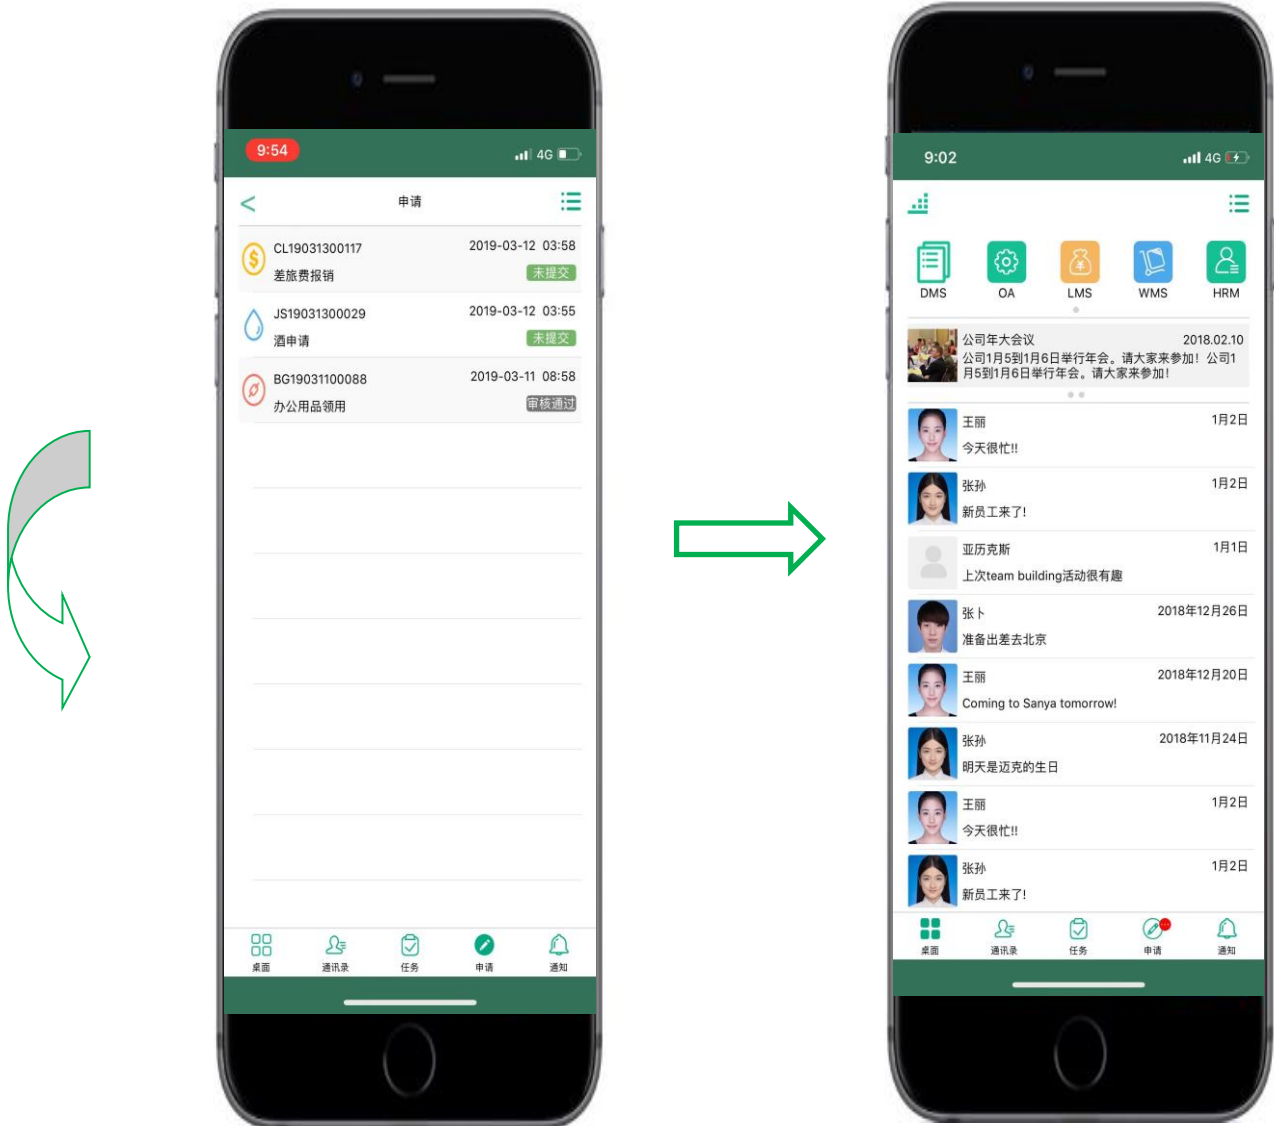 9:54
4G
<
申请
CL19031300117
2019-03-12 03:58
差旅费报销
未提交
JS19031300029
2019-03-12 03:55
酒申请
未提交
BG19031100088
2019-03-11 08:58
办公用品领用
审核通过
桌面
通讯录
任务
申请
通知
9:02
4G
DMS
OA
LMS
WMS
HRM
公司年大会议
2018.02.10
公司1月5到1月6日举行年会。请大家来参加！公司1
月5到1月6日举行年会。请大家来参加！
王丽
1月2日
今天很忙!!
张孙
1月2日
新员工来了!
亚历克斯
1月1日
上次team building活动很有趣
张卜
2018年12月26日
准备出差去北京
王丽
2018年12月20日
Coming to Sanya tomorrow!
张孙
2018年11月24日
明天是迈克的生日
王丽
1月2日
今天很忙!!
张孙
1月2日
新员工来了!
桌面
通讯录
任务
申请
通知